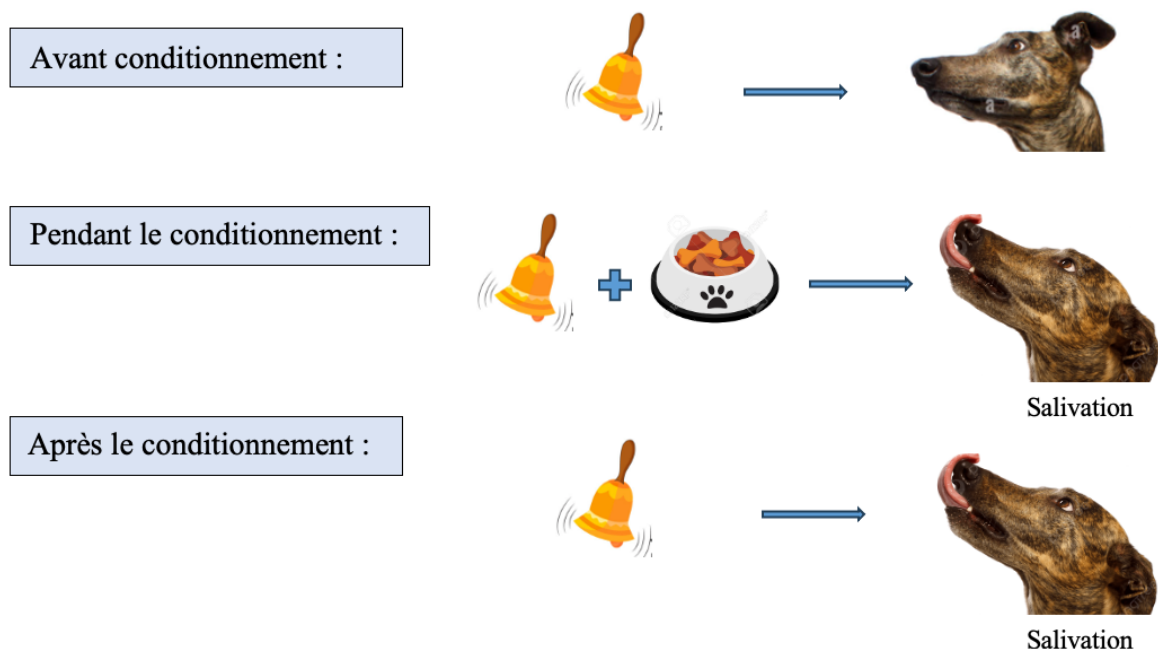 Avant conditionnement :
Pendant le conditionnement :
Salivation
Après le conditionnement :
Salivation